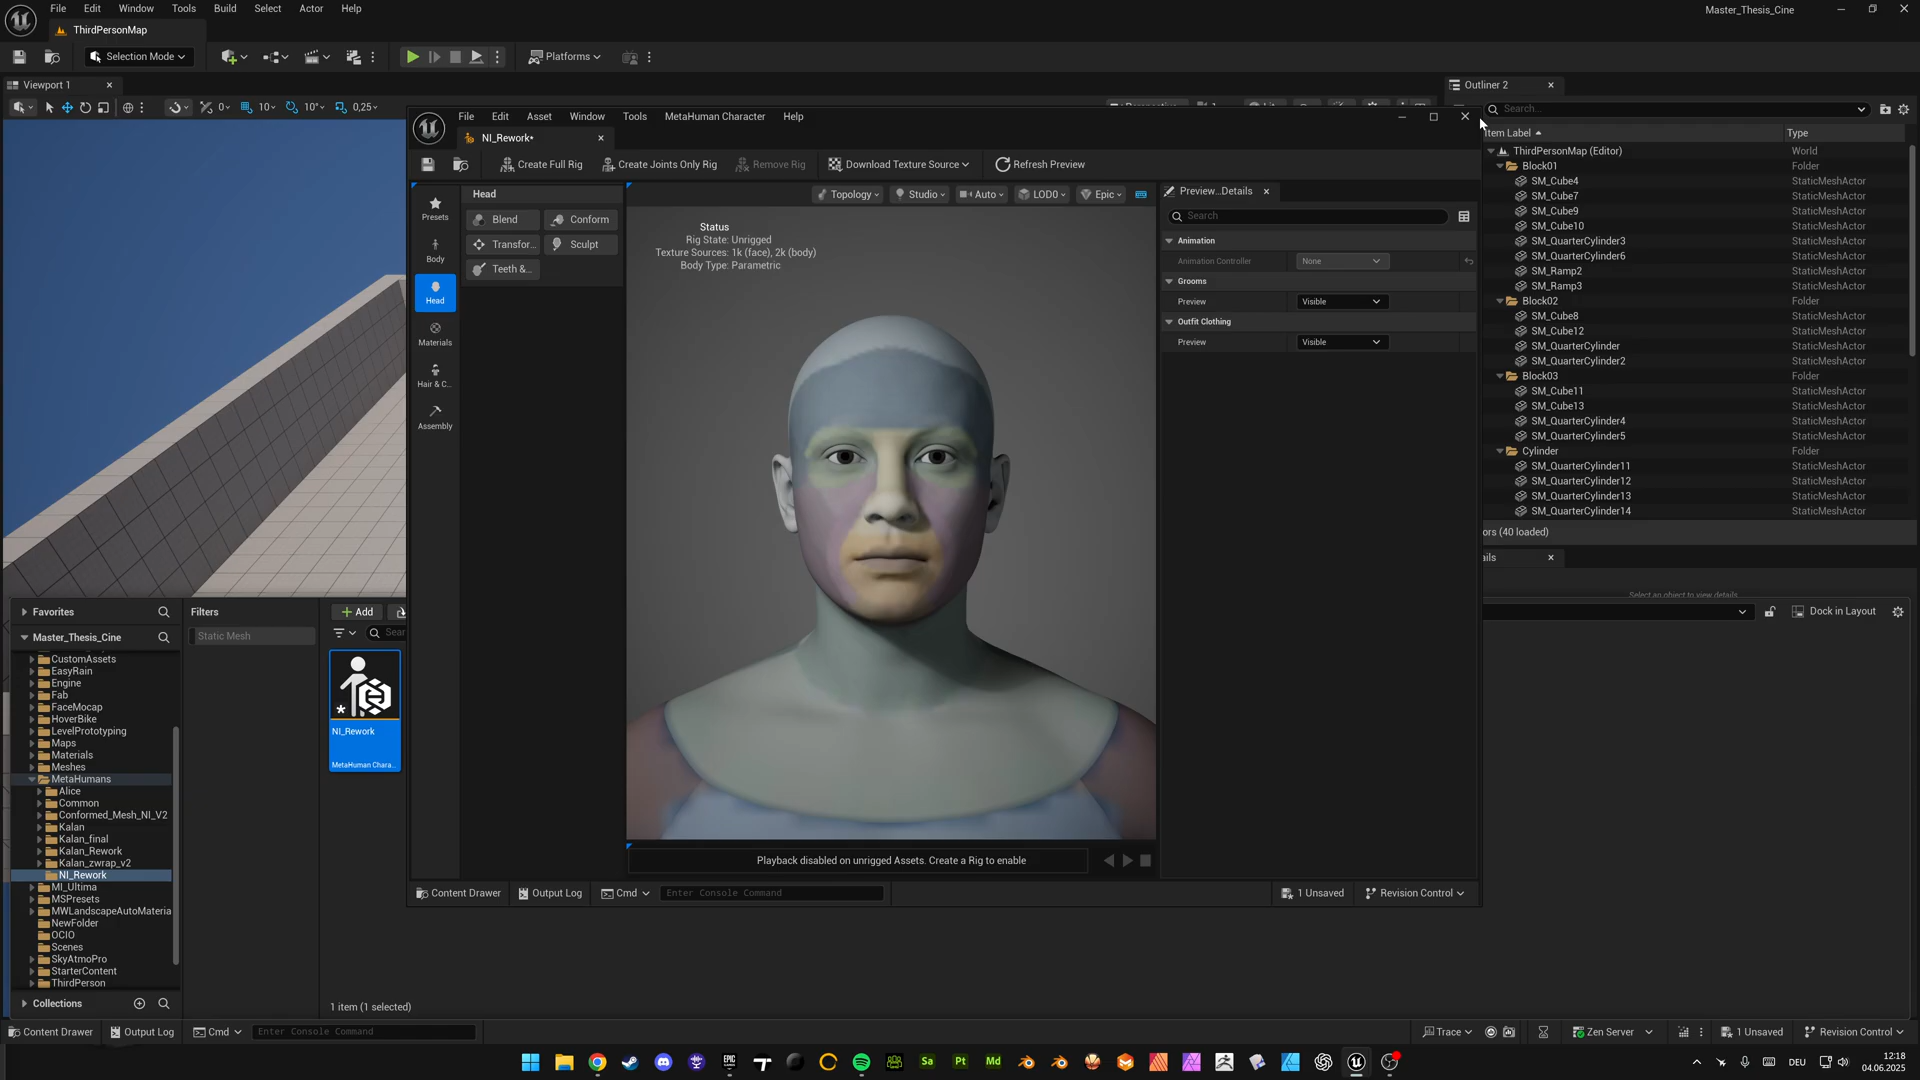 File Edit Window Tools Build Select Actor Help
Master_Thesis_Cine
ThirdPersonMap
Selection Mode
Platforms
Viewport 1
Outliner 2
0
10
10°
0,25
Search...
Item Label
Type
ThirdPersonMap (Editor) World
Block01 Folder
SM_Cube4 StaticMeshActor
SM_Cube7 StaticMeshActor
SM_Cube9 StaticMeshActor
SM_Cube10 StaticMeshActor
SM_QuarterCylinder3 StaticMeshActor
SM_QuarterCylinder6 StaticMeshActor
SM_Ramp2 StaticMeshActor
SM_Ramp3 StaticMeshActor
Block02 Folder
SM_Cube8 StaticMeshActor
SM_Cube12 StaticMeshActor
SM_QuarterCylinder StaticMeshActor
SM_QuarterCylinder2 StaticMeshActor
Block03 Folder
SM_Cube11 StaticMeshActor
SM_Cube13 StaticMeshActor
SM_QuarterCylinder4 StaticMeshActor
SM_QuarterCylinder5 StaticMeshActor
Cylinder Folder
SM_QuarterCylinder11 StaticMeshActor
SM_QuarterCylinder12 StaticMeshActor
SM_QuarterCylinder13 StaticMeshActor
SM_QuarterCylinder14 StaticMeshActor
ors (40 loaded)
ails
Select an object to view details
Dock in Layout
File Edit Asset Window Tools MetaHuman Character Help
NI_Rework*
Create Full Rig
Create Joints Only Rig
Remove Rig
Download Texture Source
Refresh Preview
Presets
Body
Head
Materials
Hair & C...
Assembly
Head
Blend
Conform
Transfor...
Sculpt
Teeth &...
Topology
Studio
Auto
LOD0
Epic
Status
Rig State: Unrigged
Texture Sources: 1k (face), 2k (body)
Body Type: Parametric
Preview...Details
Search
Animation
Animation Controller None
Grooms
Preview Visible
Outfit Clothing
Preview Visible
Playback disabled on unrigged Assets. Create a Rig to enable
Content Drawer
Output Log
Cmd
Enter Console Command
1 Unsaved
Revision Control
Favorites
Master_Thesis_Cine
CustomAssets
EasyRain
Engine
Fab
FaceMocap
HoverBike
LevelPrototyping
Maps
Materials
Meshes
MetaHumans
Alice
Common
Conformed_Mesh_NI_V2
Kalan
Kalan_final
Kalan_Rework
Kalan_zwrap_v2
NI_Rework
MI_Ultima
MSPresets
MWLandscapeAutoMateria
NewFolder
OCIO
Scenes
SkyAtmoPro
StarterContent
ThirdPerson
Collections
Filters
Static Mesh
Add
Sear
NI_Rework
MetaHuman Chara...
1 item (1 selected)
Content Drawer
Output Log
Cmd
Enter Console Command
Trace
Zen Server
1 Unsaved
Revision Control
EPIC
Sa
Pt
Md
DEU
12:18
04.06.2025